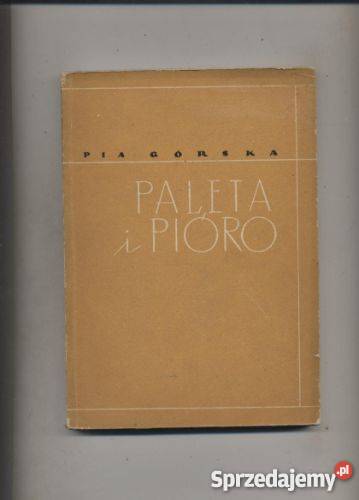 PIA GÓRSKA
PALETA
i PIÓRO
Sprzedajemy.pl